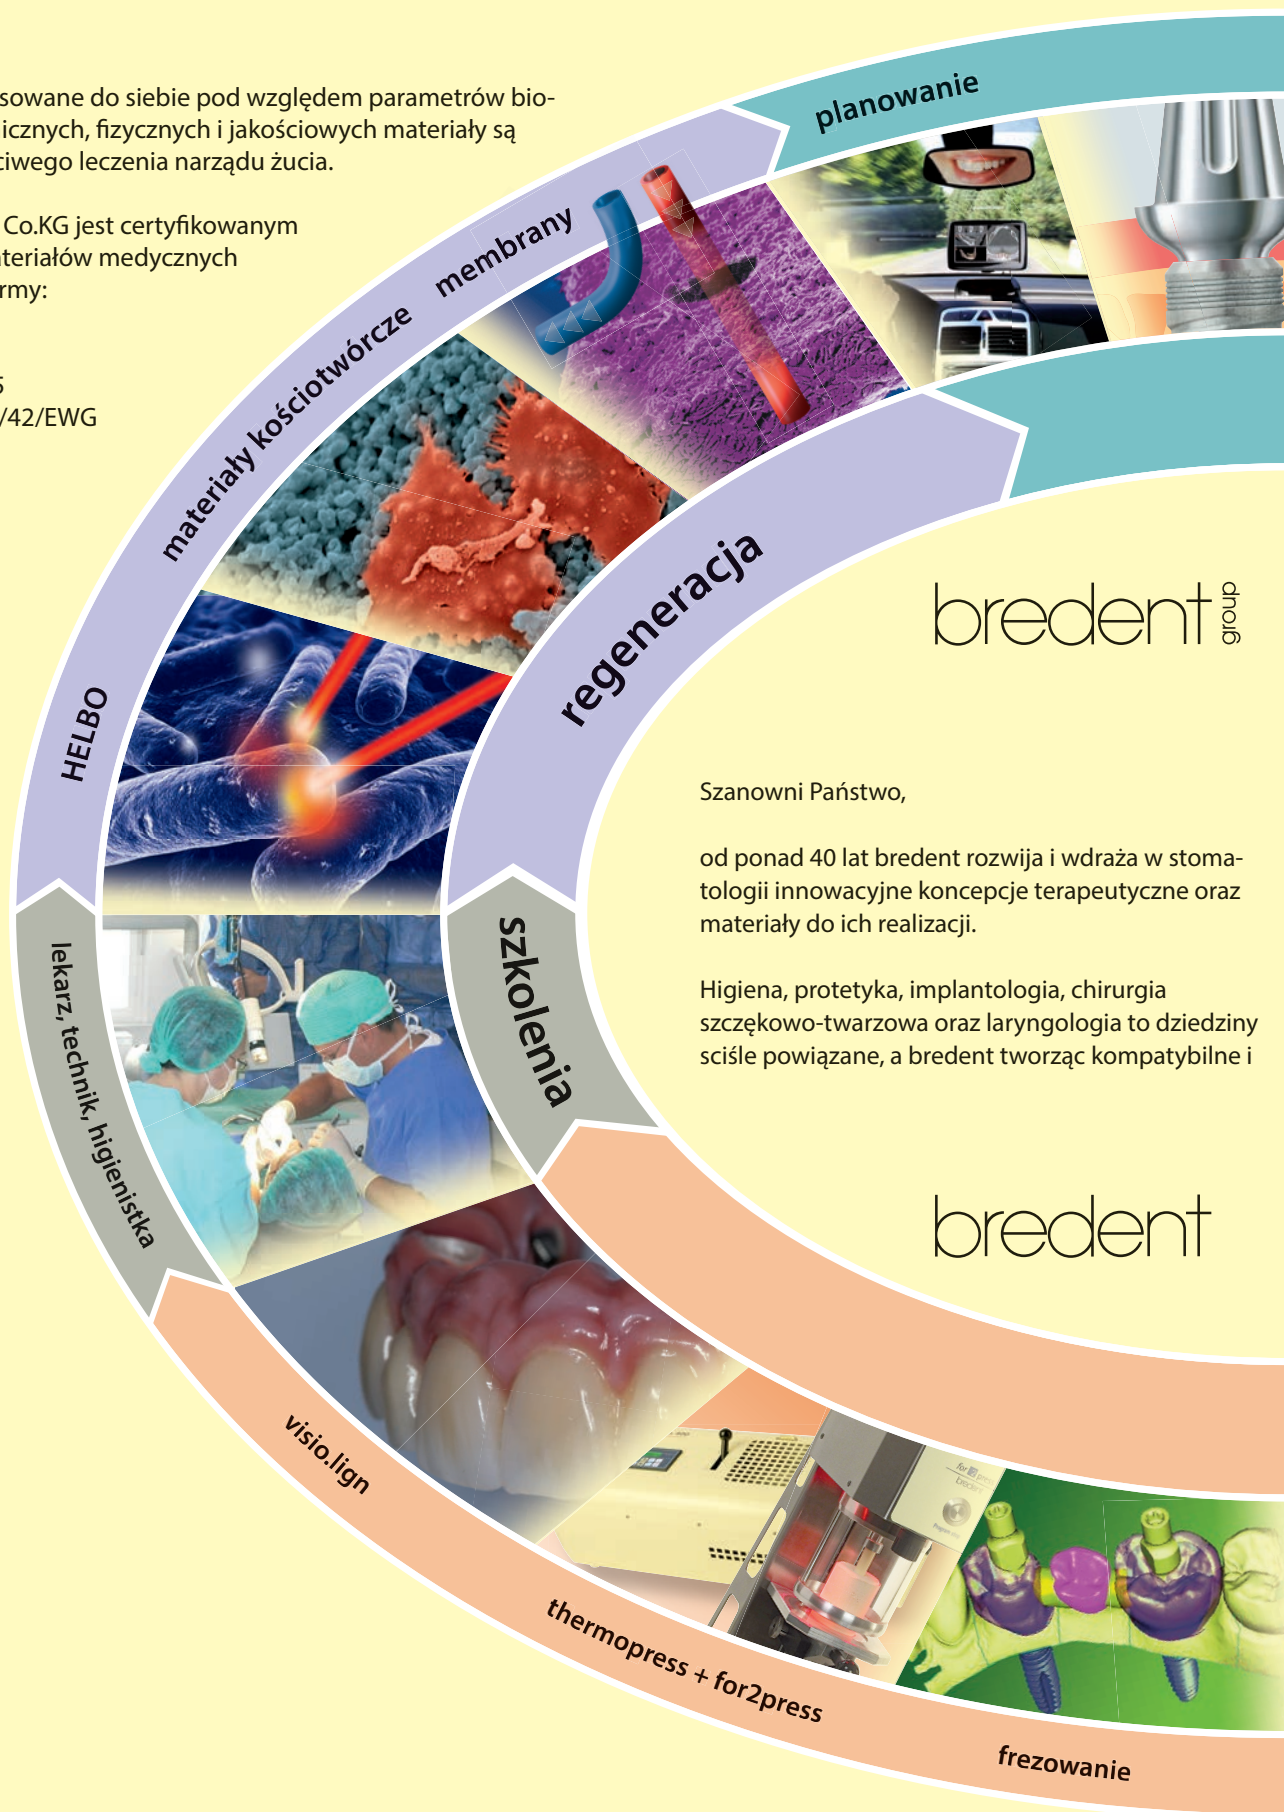 sowane do siebie pod względem parametrów bio-
icznych, fizycznych i jakościowych materiały są
ciwego leczenia narządu żucia.
Co.KG jest certyfikowanym
ateriałów medycznych
rmy:
5
/42/EWG
planowanie
membrany
materiały kościotwórcze
HELBO
lekarz, technik, higienistka
regeneracja
szkolenia
bredent group
Szanowni Państwo,
od ponad 40 lat bredent rozwija i wdraża w stoma-
tologii innowacyjne koncepcje terapeutyczne oraz
materiały do ich realizacji.
Higiena, protetyka, implantologia, chirurgia
szczękowo-twarzowa oraz laryngologia to dziedziny
sciśle powiązane, a bredent tworząc kompatybilne i
bredent
visio.lign
thermopress + for2press
frezowanie